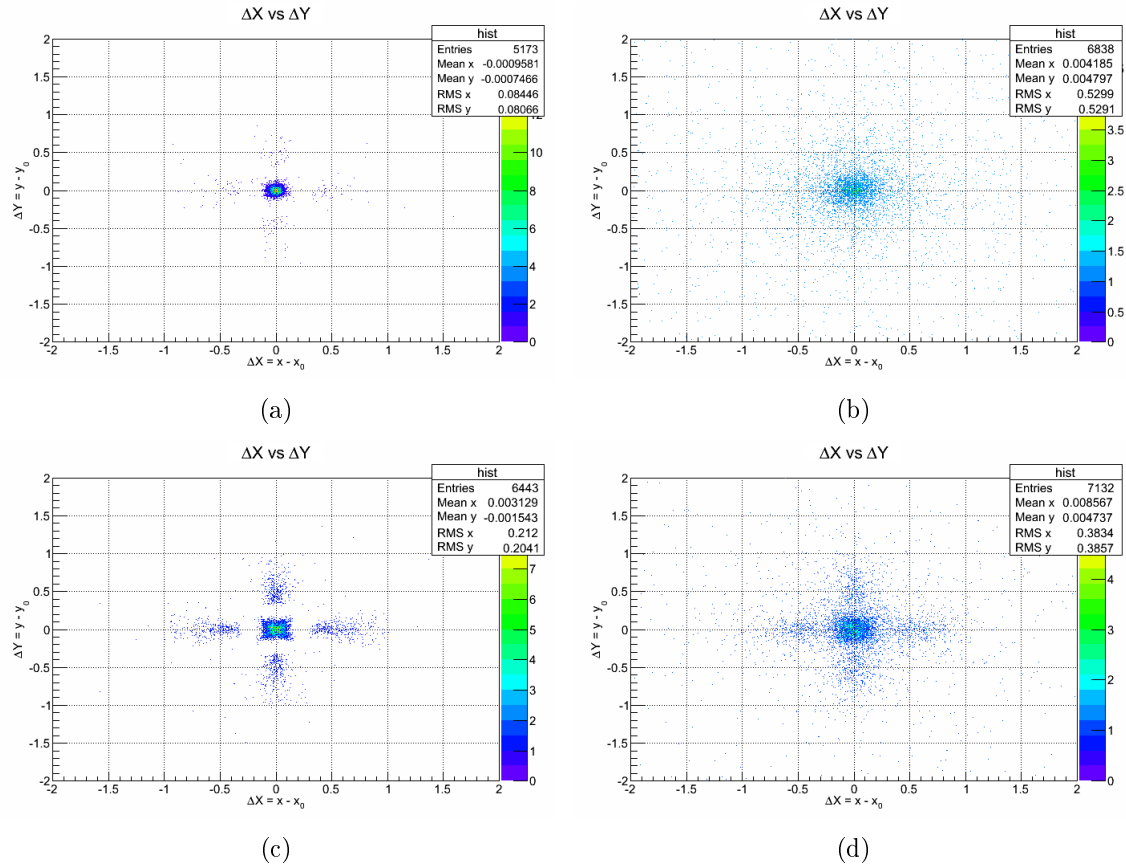 ΔX vs ΔY
hist
Entries 5173
Mean x -0.0009581
Mean y -0.0007466
RMS x 0.08446
RMS y 0.08066
ΔY = y - y0
2
1.5
1
0.5
0
-0.5
-1
-1.5
-2
-2 -1.5 -1 -0.5 0 0.5 1 1.5 2
ΔX = x - x0
12
10
8
6
4
2
0
(a)
ΔX vs ΔY
hist
Entries 6838
Mean x 0.004185
Mean y 0.004797
RMS x 0.5299
RMS y 0.5291
ΔY = y - y0
2
1.5
1
0.5
0
-0.5
-1
-1.5
-2
-2 -1.5 -1 -0.5 0 0.5 1 1.5 2
ΔX = x - x0
3.5
3
2.5
2
1.5
1
0.5
0
(b)
ΔX vs ΔY
hist
Entries 6443
Mean x 0.003129
Mean y -0.001543
RMS x 0.212
RMS y 0.2041
ΔY = y - y0
2
1.5
1
0.5
0
-0.5
-1
-1.5
-2
-2 -1.5 -1 -0.5 0 0.5 1 1.5 2
ΔX = x - x0
7
6
5
4
3
2
1
0
(c)
ΔX vs ΔY
hist
Entries 7132
Mean x 0.008567
Mean y 0.004737
RMS x 0.3834
RMS y 0.3857
ΔY = y - y0
2
1.5
1
0.5
0
-0.5
-1
-1.5
-2
-2 -1.5 -1 -0.5 0 0.5 1 1.5 2
ΔX = x - x0
4
3
2
1
0
(d)